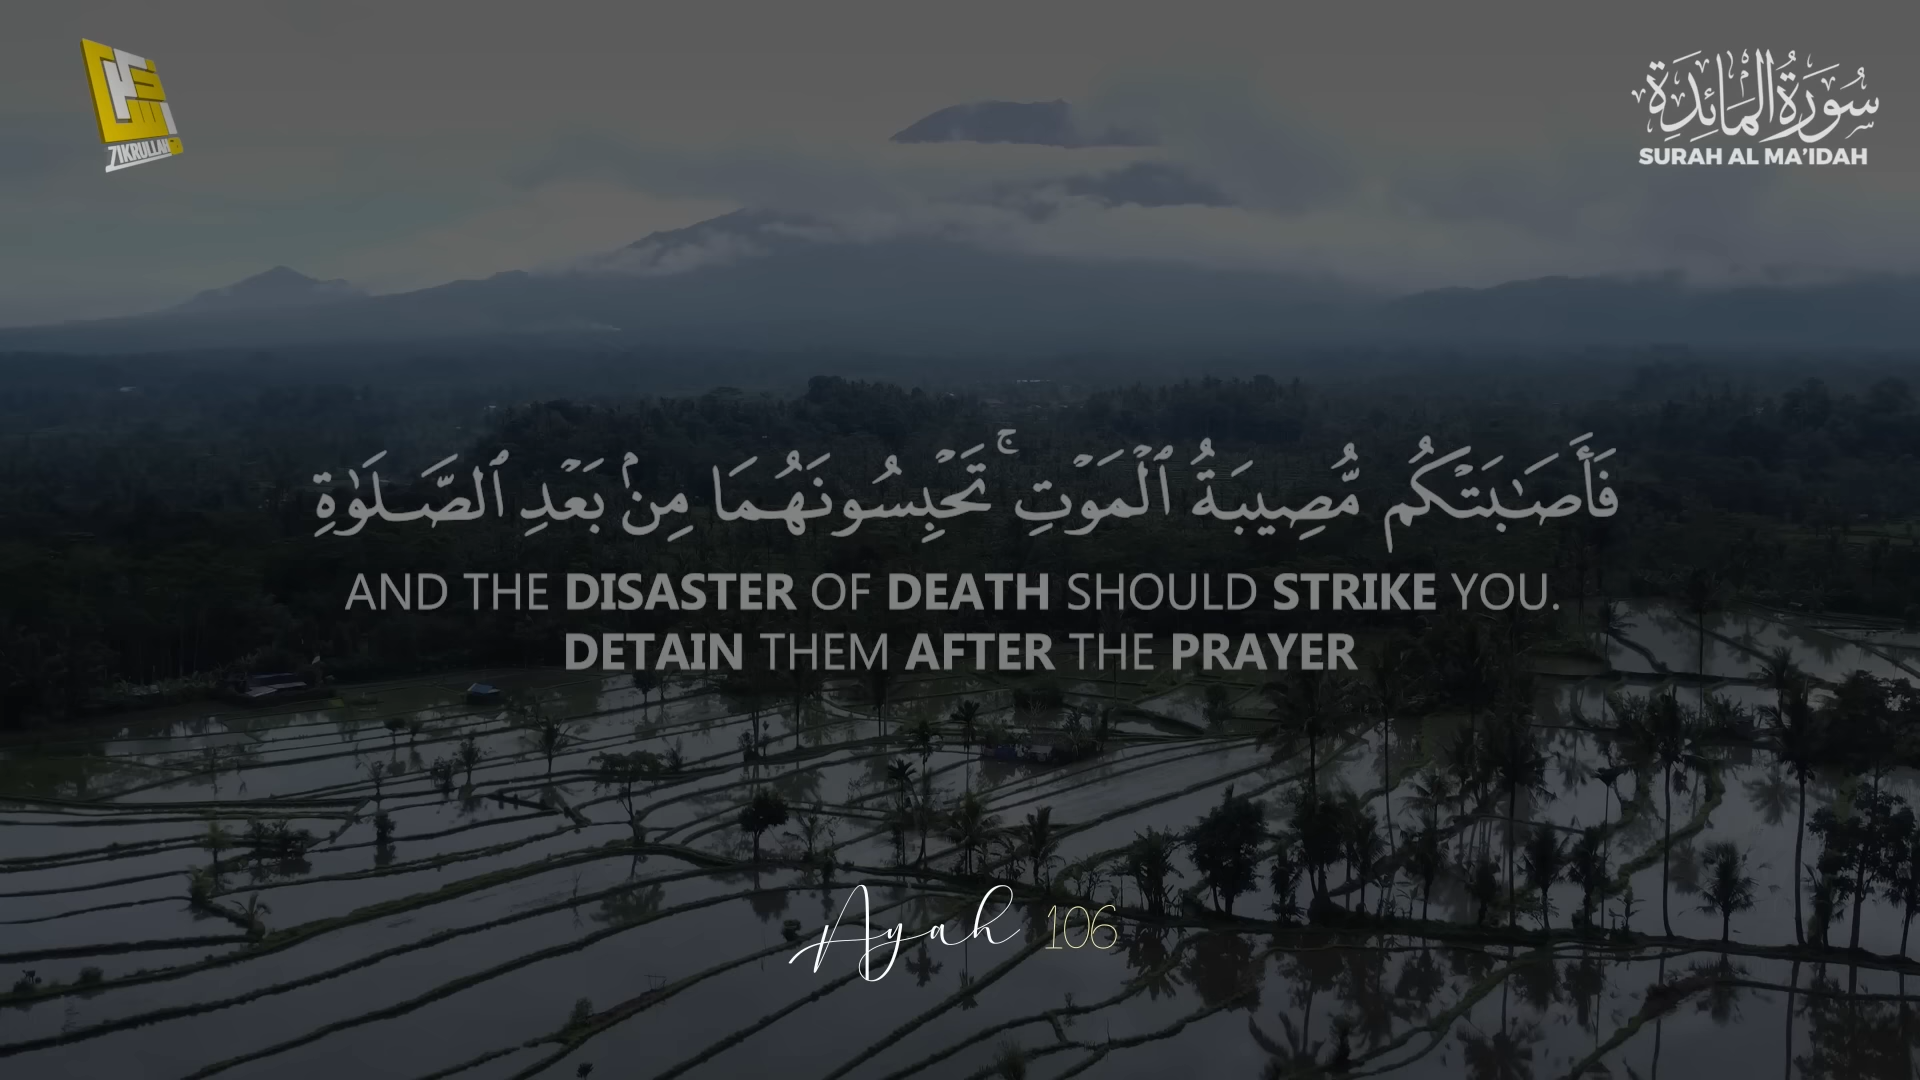 ZIKRULLAH
سُورَةُ المَائِدَة
SURAH AL MA'IDAH
فَأَصَـٰبَتْكُم مُّصِيبَةُ ٱلْمَوْتِ ۚ تَحْبِسُونَهُمَا مِنۢ بَعْدِ ٱلصَّلَوٰةِ
AND THE DISASTER OF DEATH SHOULD STRIKE YOU.
DETAIN THEM AFTER THE PRAYER
Ayah 106